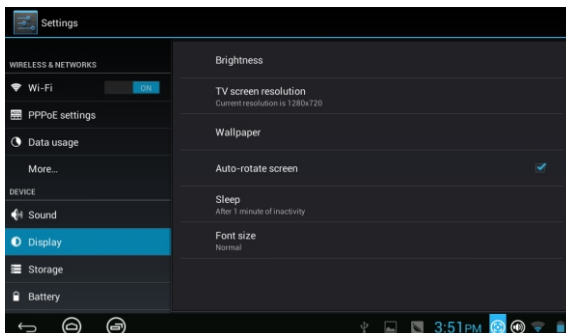 Settings
WIRELESS & NETWORKS
Wi-Fi
ON
PPPoE settings
Data usage
More...
DEVICE
Sound
Display
Storage
Battery
Brightness
TV screen resolution
Current resolution is 1280x720
Wallpaper
Auto-rotate screen
Sleep
After 1 minute of inactivity
Font size
Normal
3:51 PM